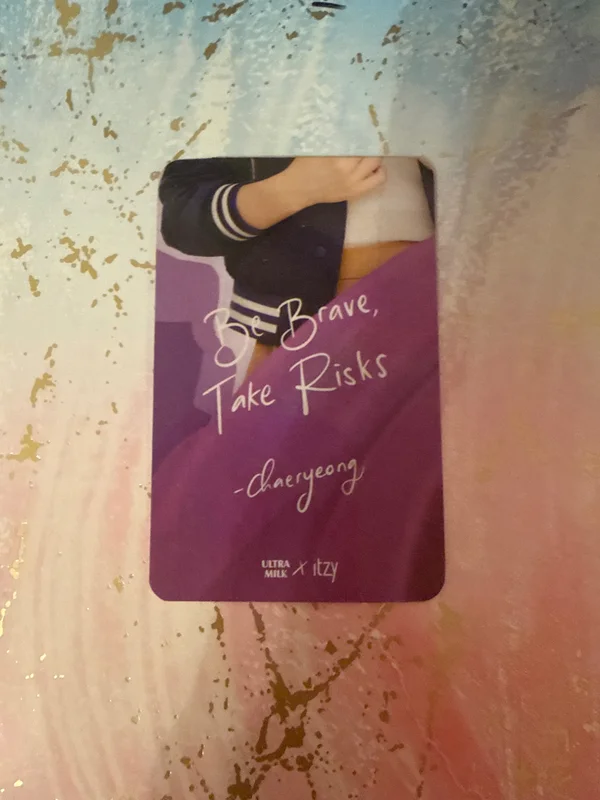 Be Brave,
Take Risks
-chaeryeong
ULTRA
MILK X itzy